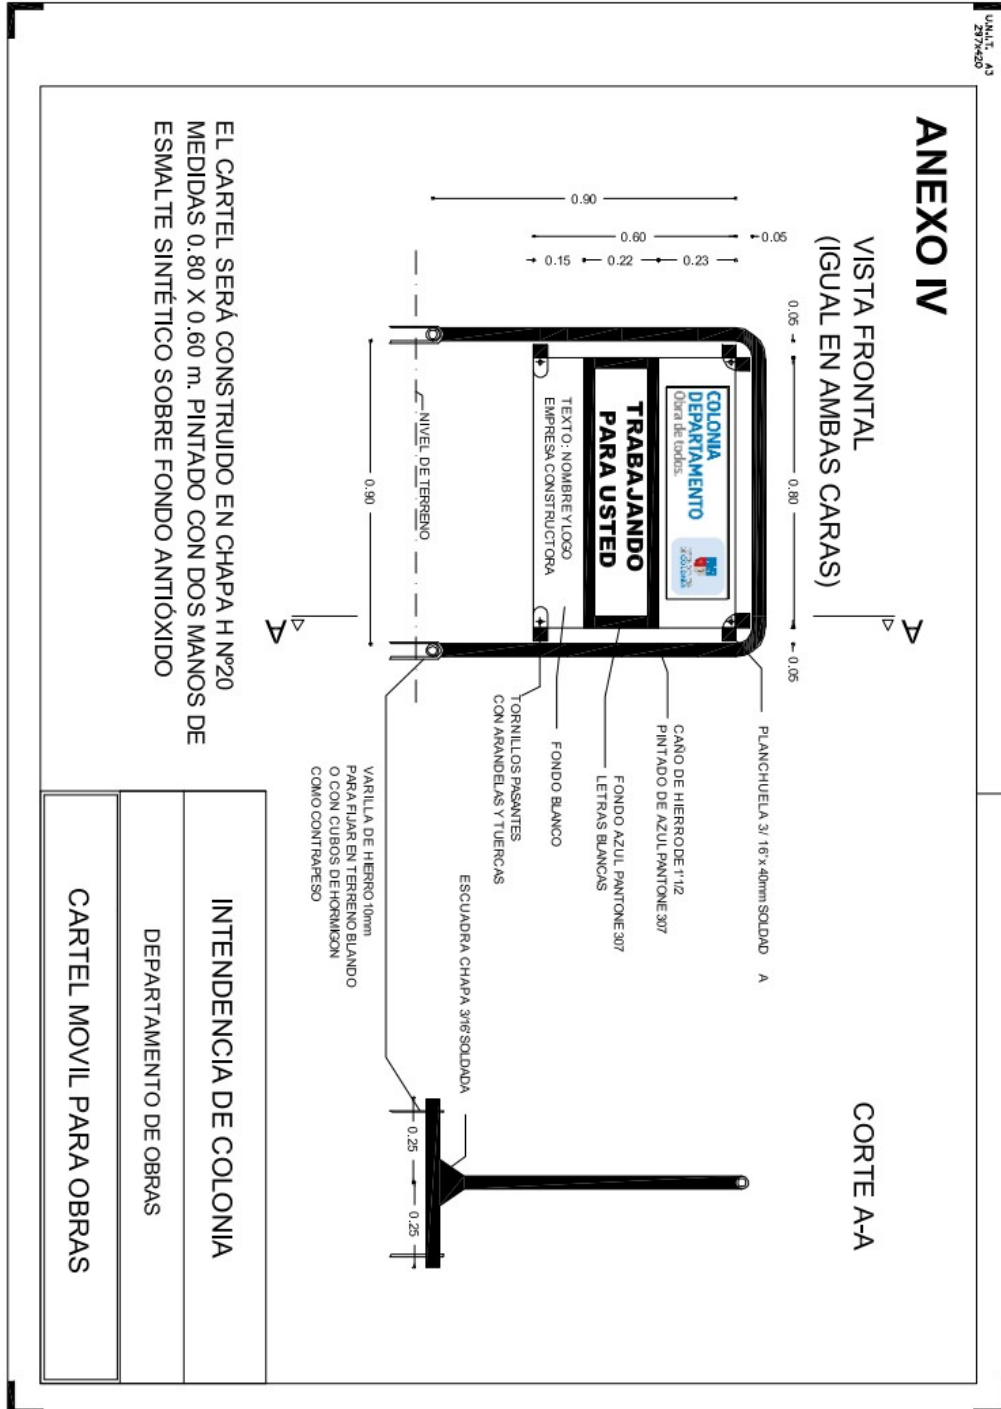 U.N.I.T. A3
297x420
ANEXO IV
VISTA FRONTAL
(IGUAL EN AMBAS CARAS)
CORTE A-A
A
A
0.05
0.80
0.05
0.05
0.90
0.60
0.23
0.22
0.15
COLONIA
DEPARTAMENTO
Obra de todos.
TRABAJANDO
PARA USTED
TEXTO: NOMBRE Y LOGO
EMPRESA CONSTRUCTORA
NIVEL DE TERRENO
0.90
PLANCHUELA 3/ 16"x 40mm SOLDAD A
CAÑO DE HIERRO DE 1"1/2
PINTADO DE AZUL PANTONE 307
FONDO AZUL PANTONE 307
LETRAS BLANCAS
FONDO BLANCO
TORNILLOS PASANTES
CON ARANDELAS Y TUERCAS
ESCUADRA CHAPA 3/16" SOLDADA
VARILLA DE HIERRO 10mm
PARA FIJAR EN TERRENO BLANDO
O CON CUBOS DE HORMIGON
COMO CONTRAPESO
0.25
0.25
EL CARTEL SERÁ CONSTRUIDO EN CHAPA H Nº20
MEDIDAS 0.80 X 0.60 m. PINTADO CON DOS MANOS DE
ESMALTE SINTÉTICO SOBRE FONDO ANTIÓXIDO
INTENDENCIA DE COLONIA
DEPARTAMENTO DE OBRAS
CARTEL MOVIL PARA OBRAS